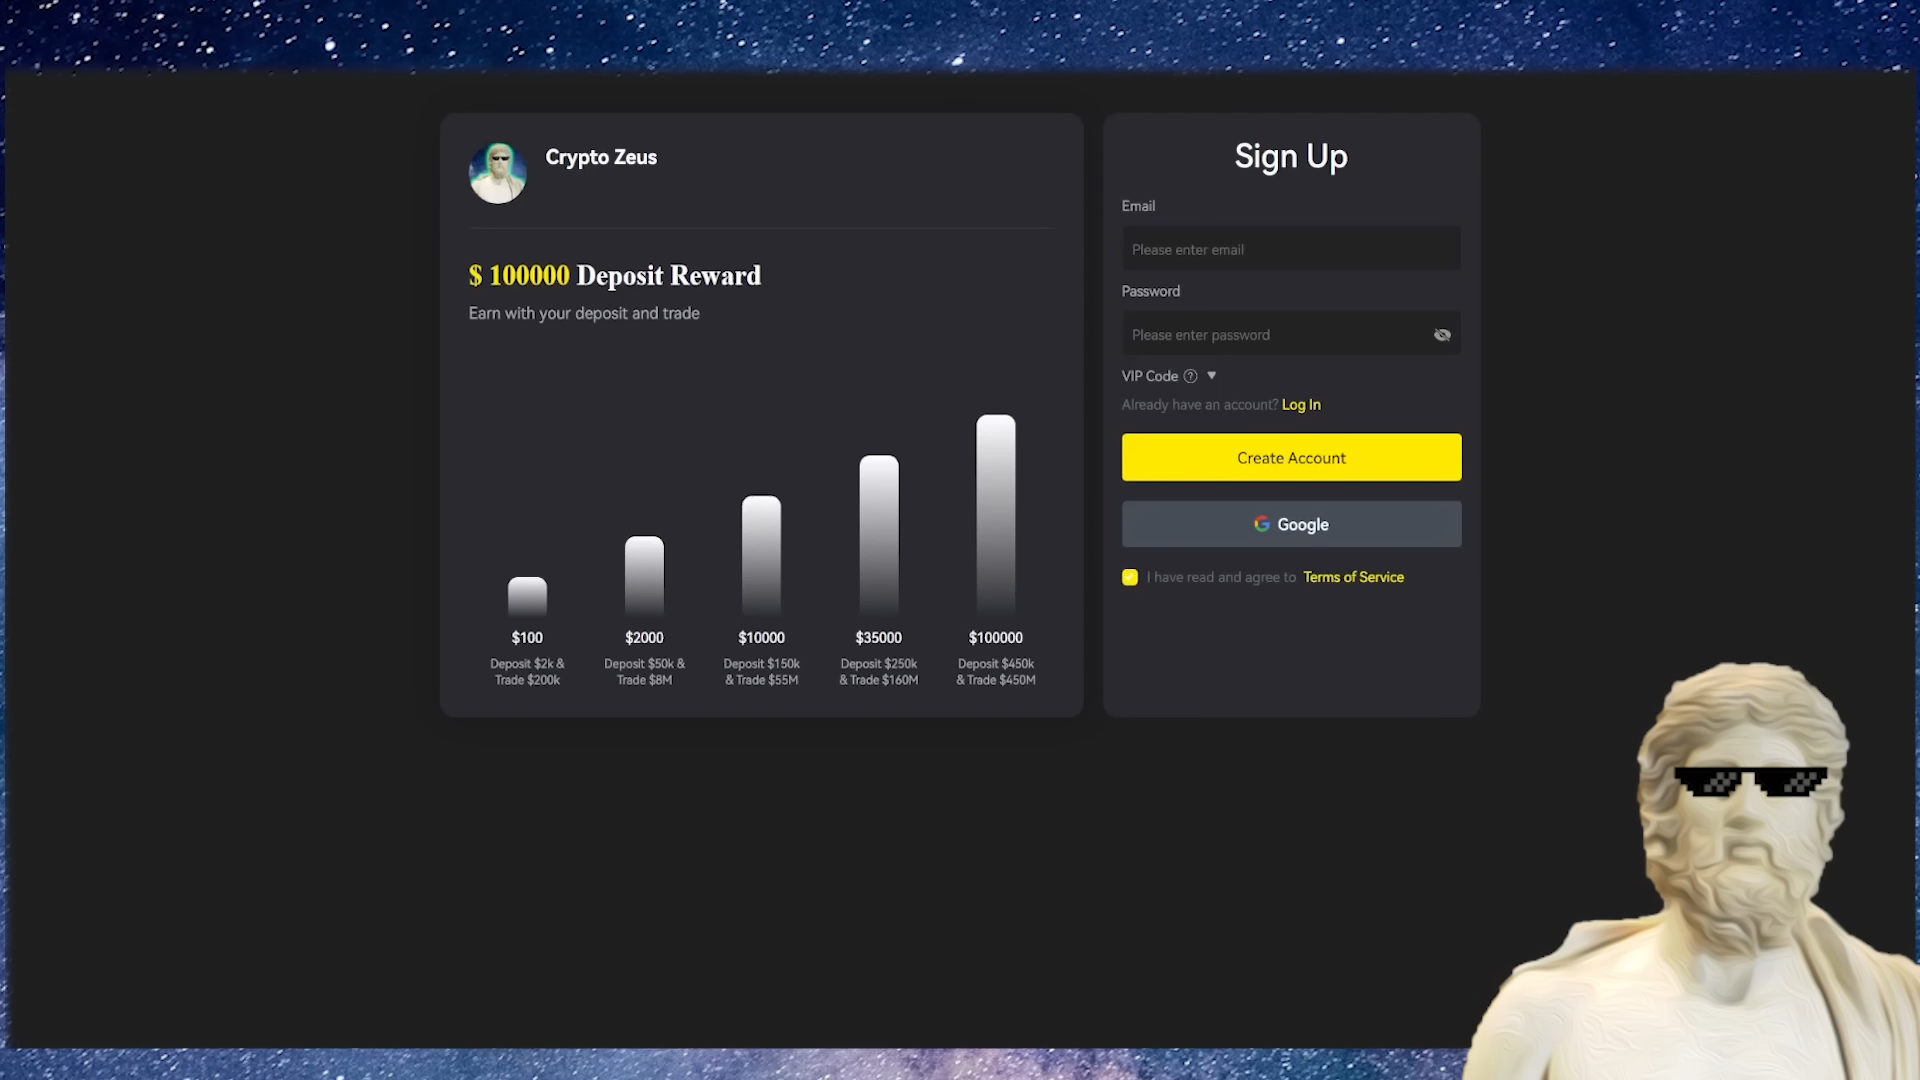 Crypto Zeus
$ 100000 Deposit Reward
Earn with your deposit and trade
$100
Deposit $2k &
Trade $200k
$2000
Deposit $50k &
Trade $8M
$10000
Deposit $150k
& Trade $55M
$35000
Deposit $250k
& Trade $160M
$100000
Deposit $450k
& Trade $450M
Sign Up
Email
Please enter email
Password
Please enter password
VIP Code ?
Already have an account? Log In
Create Account
Google
I have read and agree to Terms of Service